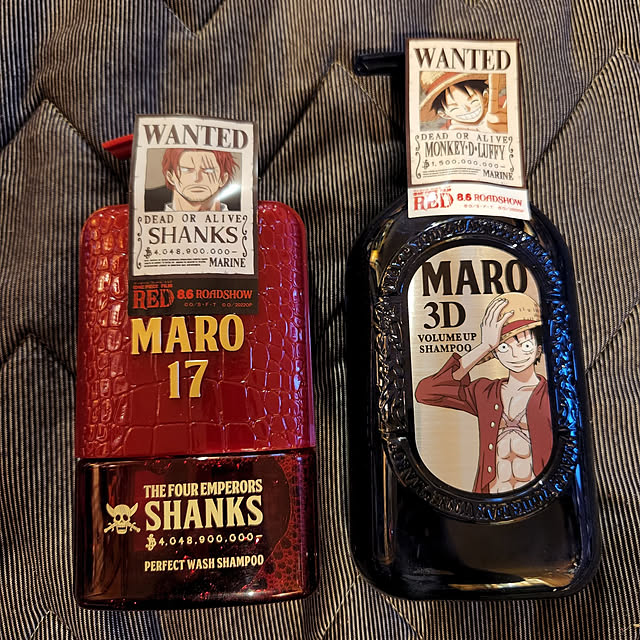 WANTED
DEAD OR ALIVE
SHANKS
฿4,048,900,000-
MARINE
RED 8.6 ROADSHOW
MARO
17
THE FOUR EMPERORS
SHANKS
฿4,048,900,000-
PERFECT WASH SHAMPOO
WANTED
DEAD OR ALIVE
MONKEY·D·LUFFY
฿1,500,000,000-
MARINE
RED 8.6 ROADSHOW
MARO
3D
VOLUME UP
SHAMPOO